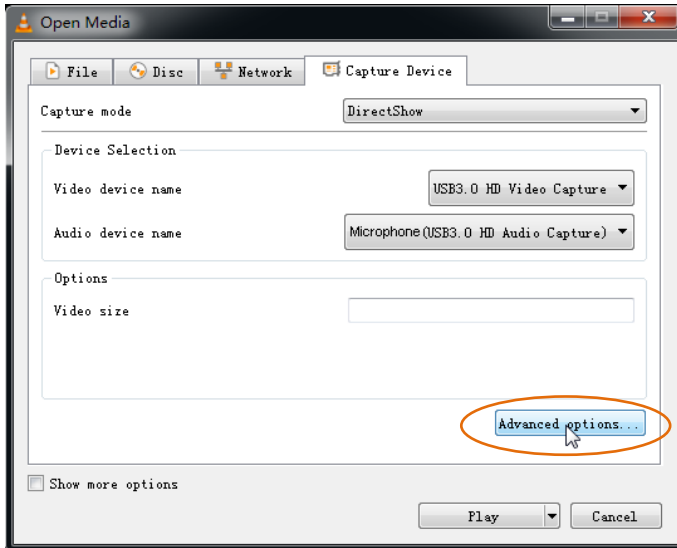 Open Media
File Disc Network Capture Device
Capture mode DirectShow
Device Selection
Video device name USB3.0 HD Video Capture
Audio device name Microphone(USB3.0 HD Audio Capture)
Options
Video size
Advanced options...
Show more options
Play Cancel